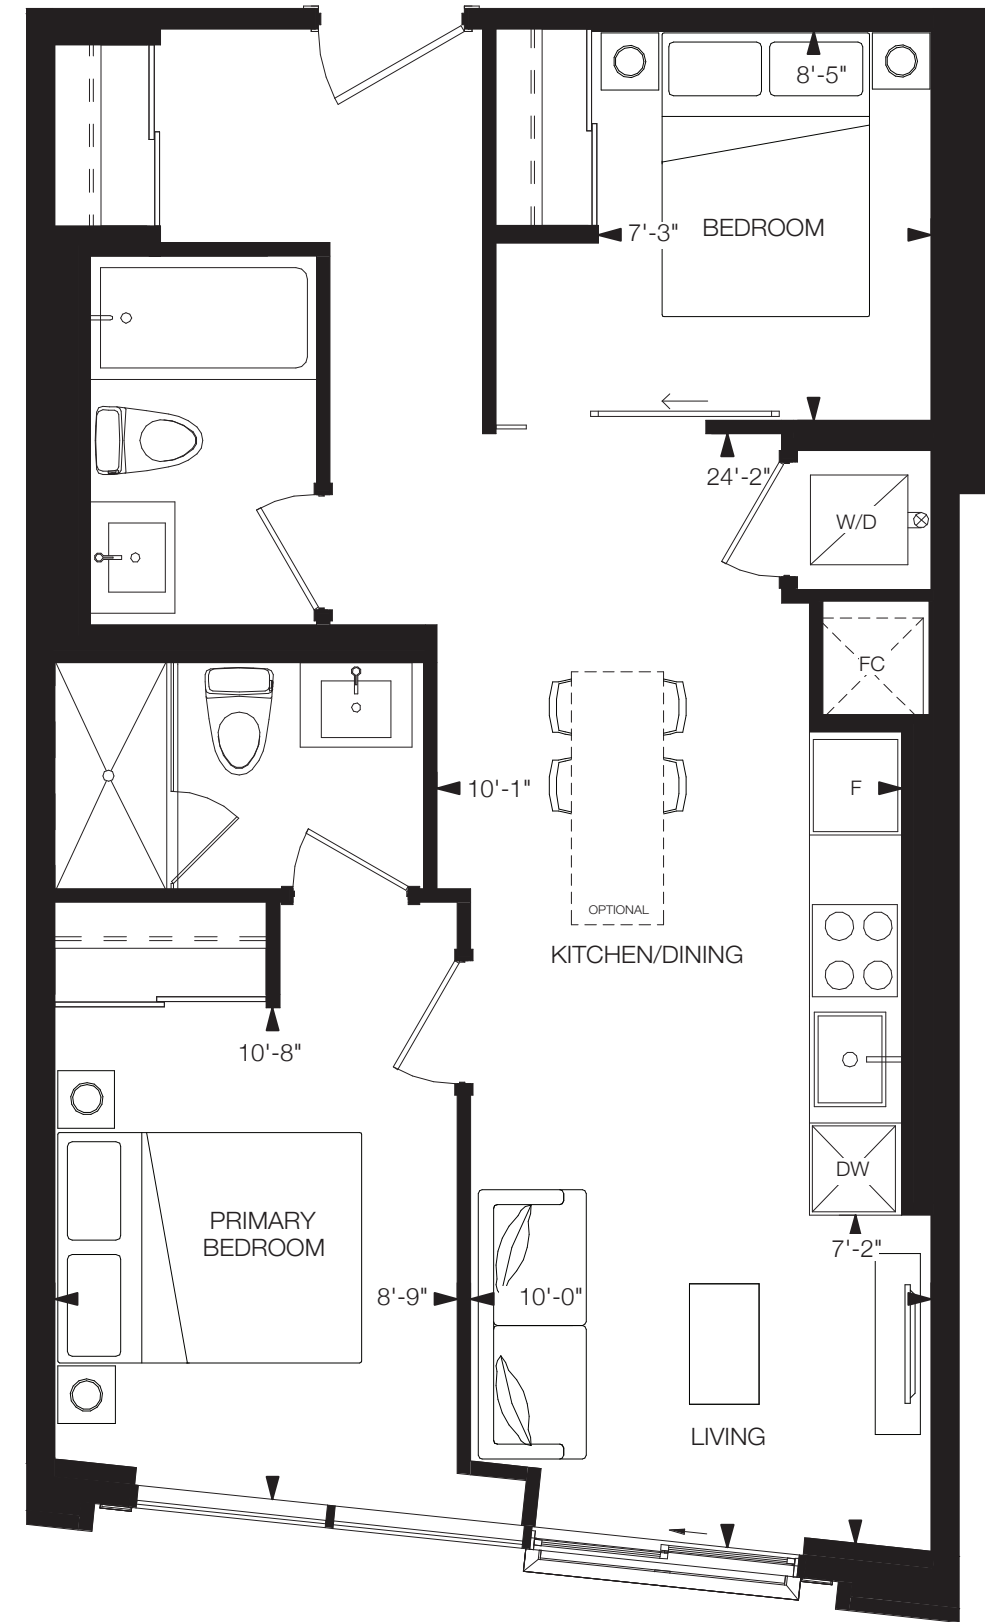 8'-5"
7'-3"
BEDROOM
24'-2"
W/D
FC
10'-1"
F
OPTIONAL
KITCHEN/DINING
10'-8"
DW
PRIMARY
BEDROOM
7'-2"
8'-9"
10'-0"
LIVING